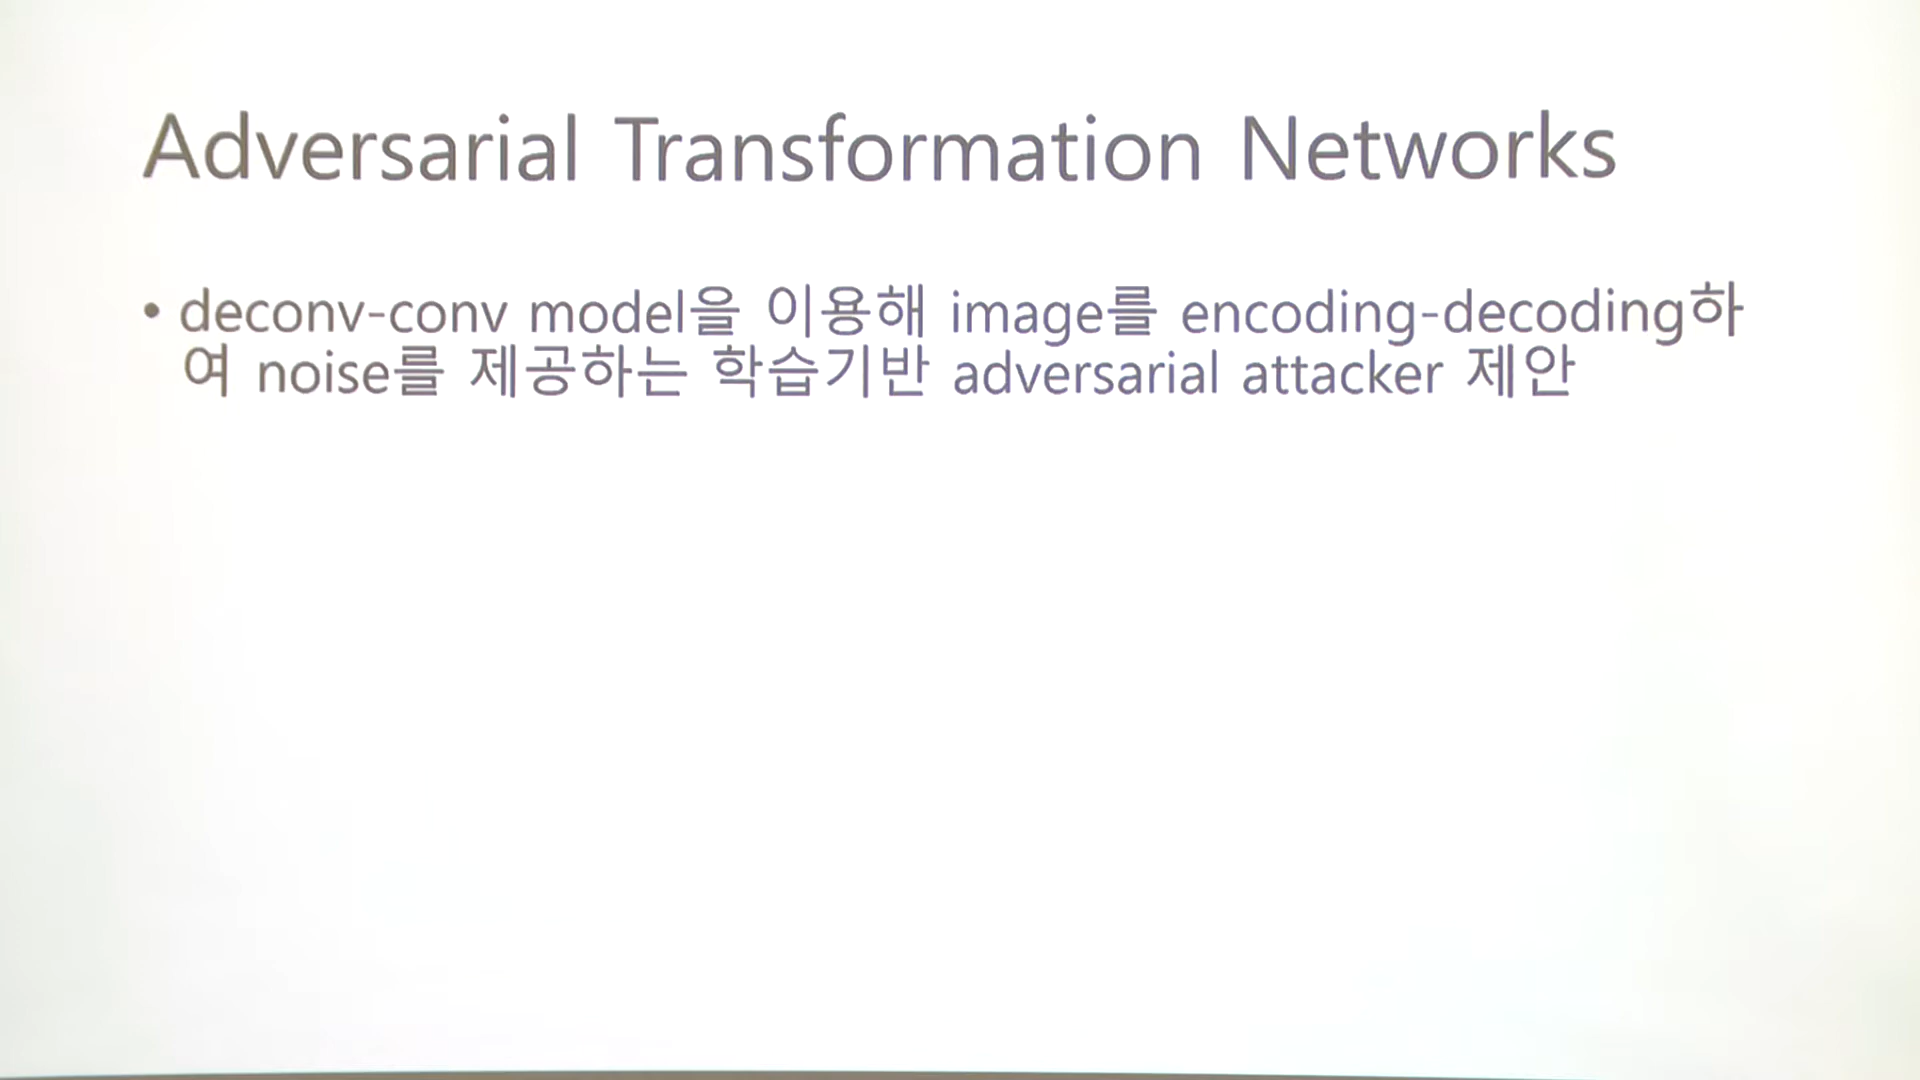 Adversarial Transformation Networks
• deconv-conv model을 이용해 image를 encoding-decoding하
여 noise를 제공하는 학습기반 adversarial attacker 제안